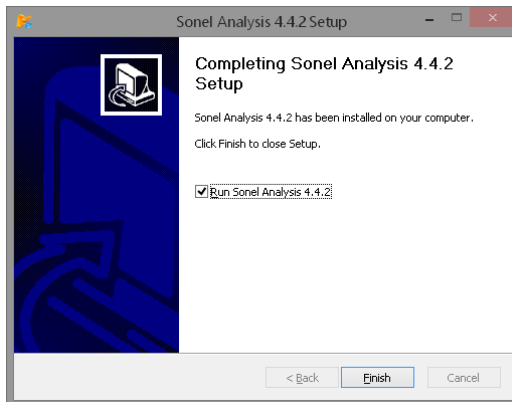 Sonel Analysis 4.4.2 Setup
Completing Sonel Analysis 4.4.2
Setup
Sonel Analysis 4.4.2 has been installed on your computer.
Click Finish to close Setup.
Run Sonel Analysis 4.4.2
< Back
Finish
Cancel